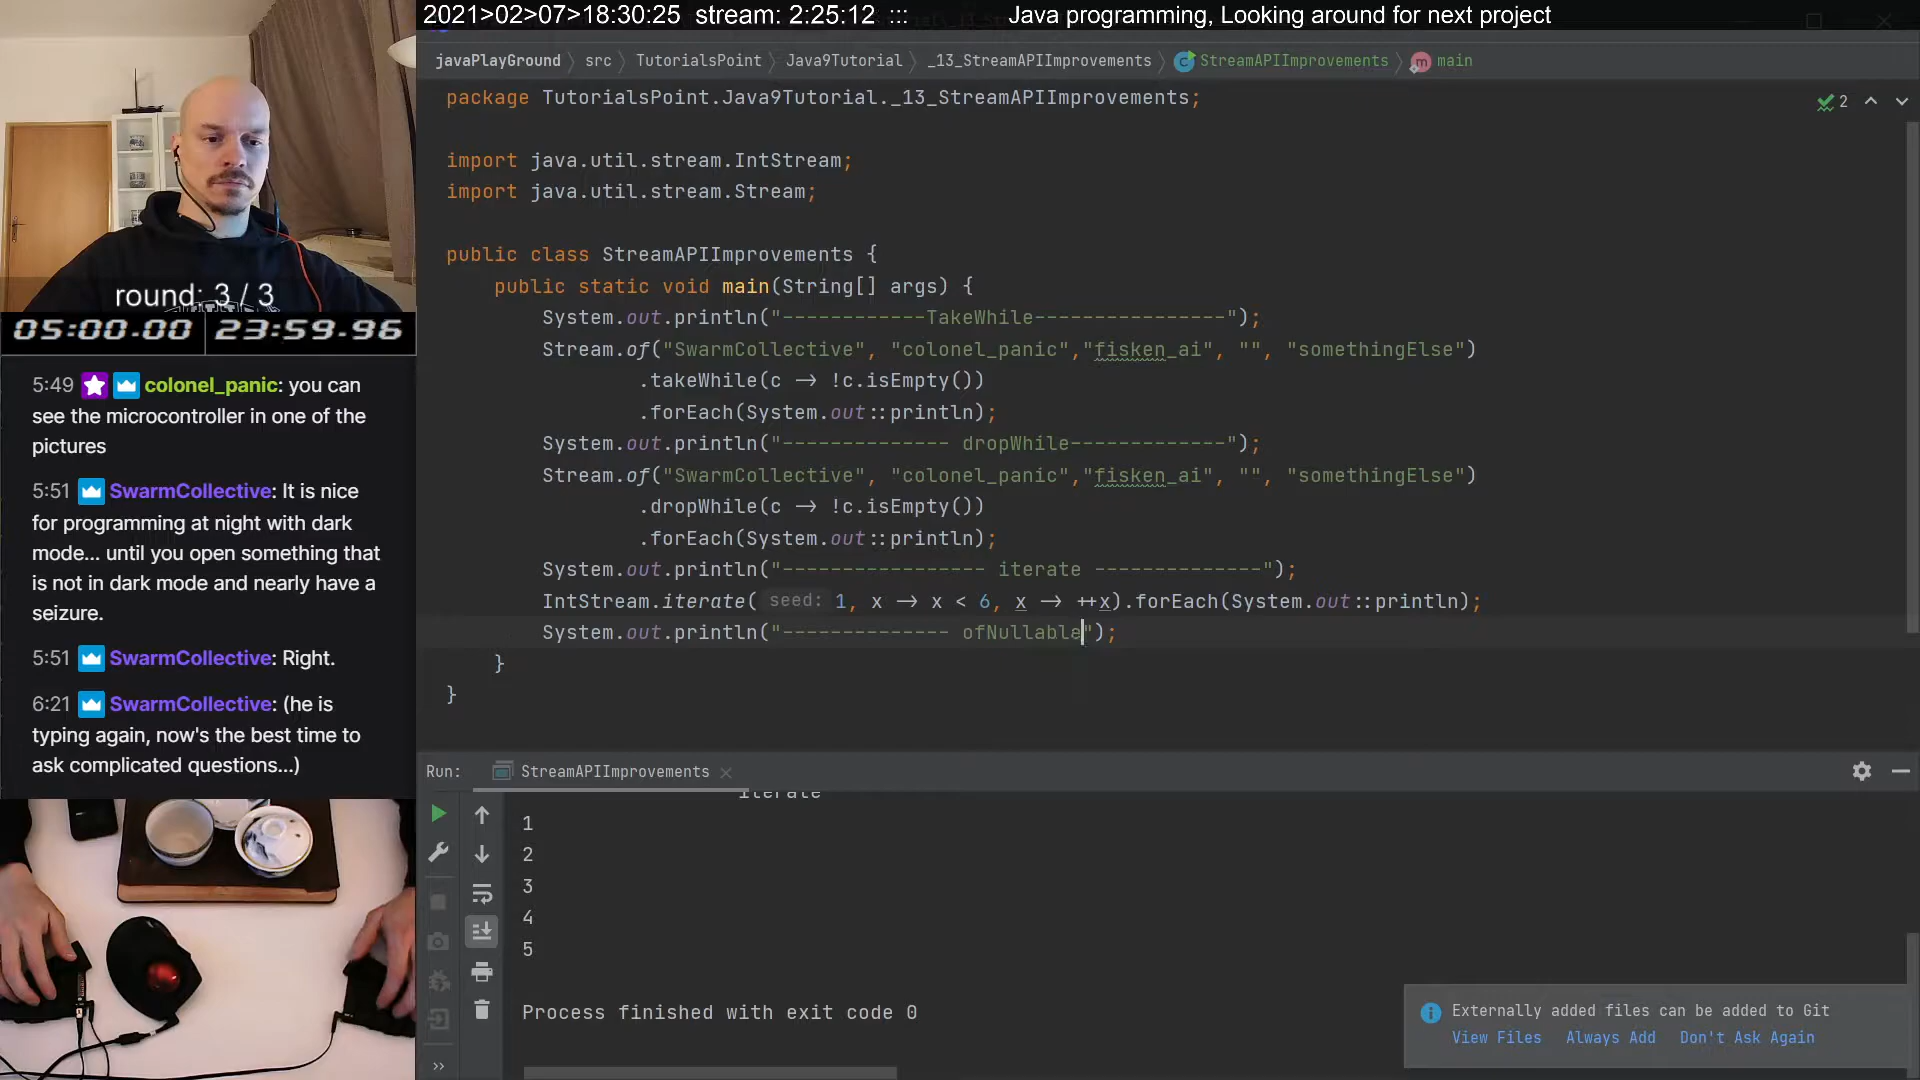 2021>02>07>18:30:25 stream: 2:25:12 ::: Java programming, Looking around for next project
javaPlayGround 〉 src 〉 TutorialsPoint 〉 Java9Tutorial 〉 _13_StreamAPIImprovements 〉 StreamAPIImprovements 〉 main
package TutorialsPoint.Java9Tutorial._13_StreamAPIImprovements;
2
import java.util.stream.IntStream;
import java.util.stream.Stream;
public class StreamAPIImprovements {
public static void main(String[] args) {
System.out.println("------------TakeWhile----------------");
Stream.of("SwarmCollective", "colonel_panic","fisken_ai", "", "somethingElse")
.takeWhile(c -> !c.isEmpty())
.forEach(System.out::println);
System.out.println("-------------- dropWhile-------------");
Stream.of("SwarmCollective", "colonel_panic","fisken_ai", "", "somethingElse")
.dropWhile(c -> !c.isEmpty())
.forEach(System.out::println);
System.out.println("----------------- iterate --------------");
IntStream.iterate( seed: 1, x -> x < 6, x -> ++x).forEach(System.out::println);
System.out.println("-------------- ofNullable");
}
}
round: 3 / 3
05:00.00 23:59.96
5:49 colonel_panic: you can
see the microcontroller in one of the
pictures
5:51 SwarmCollective: It is nice
for programming at night with dark
mode... until you open something that
is not in dark mode and nearly have a
seizure.
5:51 SwarmCollective: Right.
6:21 SwarmCollective: (he is
typing again, now's the best time to
ask complicated questions...)
Run: StreamAPIImprovements
iterate
1
2
3
4
5
Process finished with exit code 0
Externally added files can be added to Git
View Files Always Add Don't Ask Again